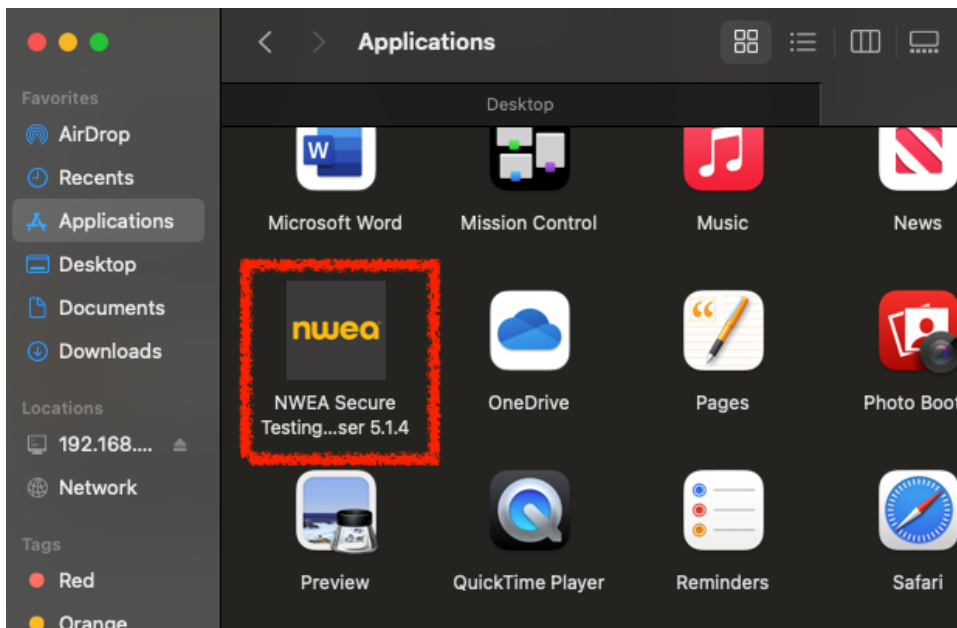 Applications
Favorites
AirDrop
Recents
Applications
Desktop
Documents
Downloads
Locations
192.168....
Network
Tags
Red
Orange
Desktop
W
Microsoft Word
Mission Control
Music
News
nwea
NWEA Secure
Testing...ser 5.1.4
OneDrive
Pages
Photo Boo
Preview
QuickTime Player
Reminders
Safari